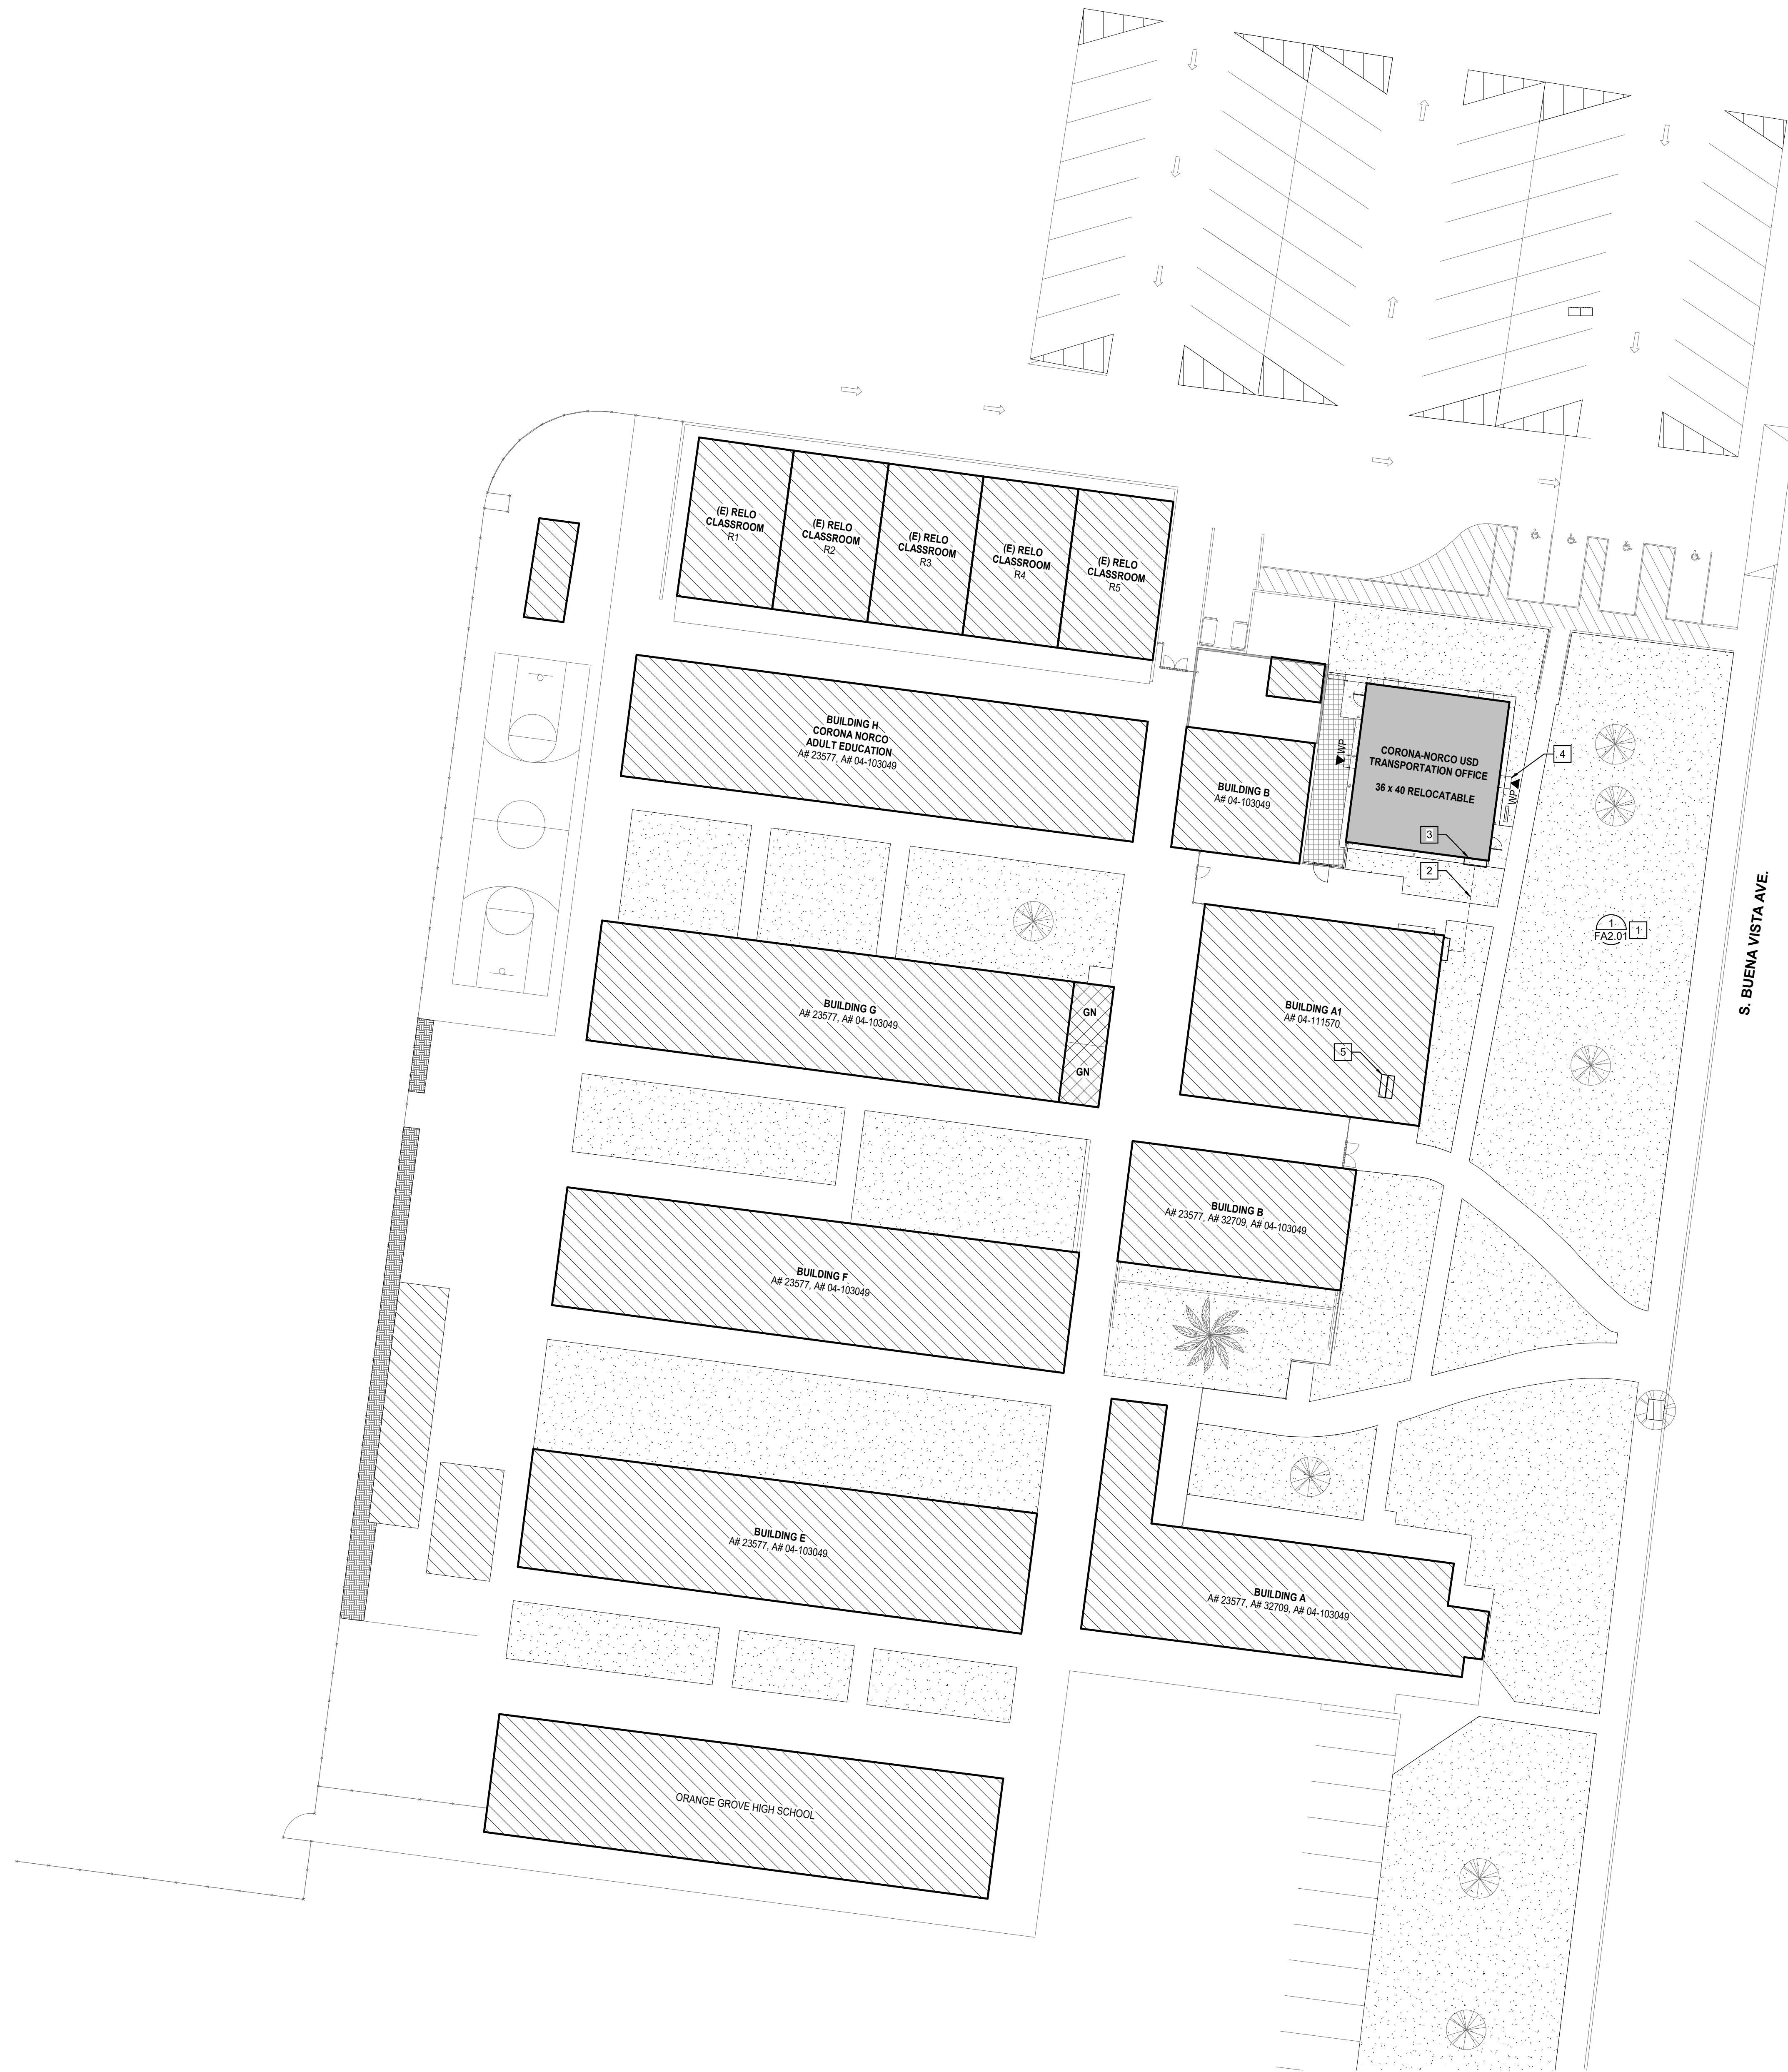 (E) RELO
CLASSROOM
R1
(E) RELO
CLASSROOM
R2
(E) RELO
CLASSROOM
R3
(E) RELO
CLASSROOM
R4
(E) RELO
CLASSROOM
R5
BUILDING H
CORONA NORCO
ADULT EDUCATION
A# 23577, A# 04-103049
BUILDING B
A# 04-103049
WP
CORONA-NORCO USD
TRANSPORTATION OFFICE
36 x 40 RELOCATABLE
4
WP
3
2
1
FA2.01
1
S. BUENA VISTA AVE.
BUILDING G
A# 23577, A# 04-103049
GN
GN
BUILDING A1
A# 04-111570
5
BUILDING B
A# 23577, A# 32709, A# 04-103049
BUILDING F
A# 23577, A# 04-103049
BUILDING E
A# 23577, A# 04-103049
BUILDING A
A# 23577, A# 32709, A# 04-103049
ORANGE GROVE HIGH SCHOOL